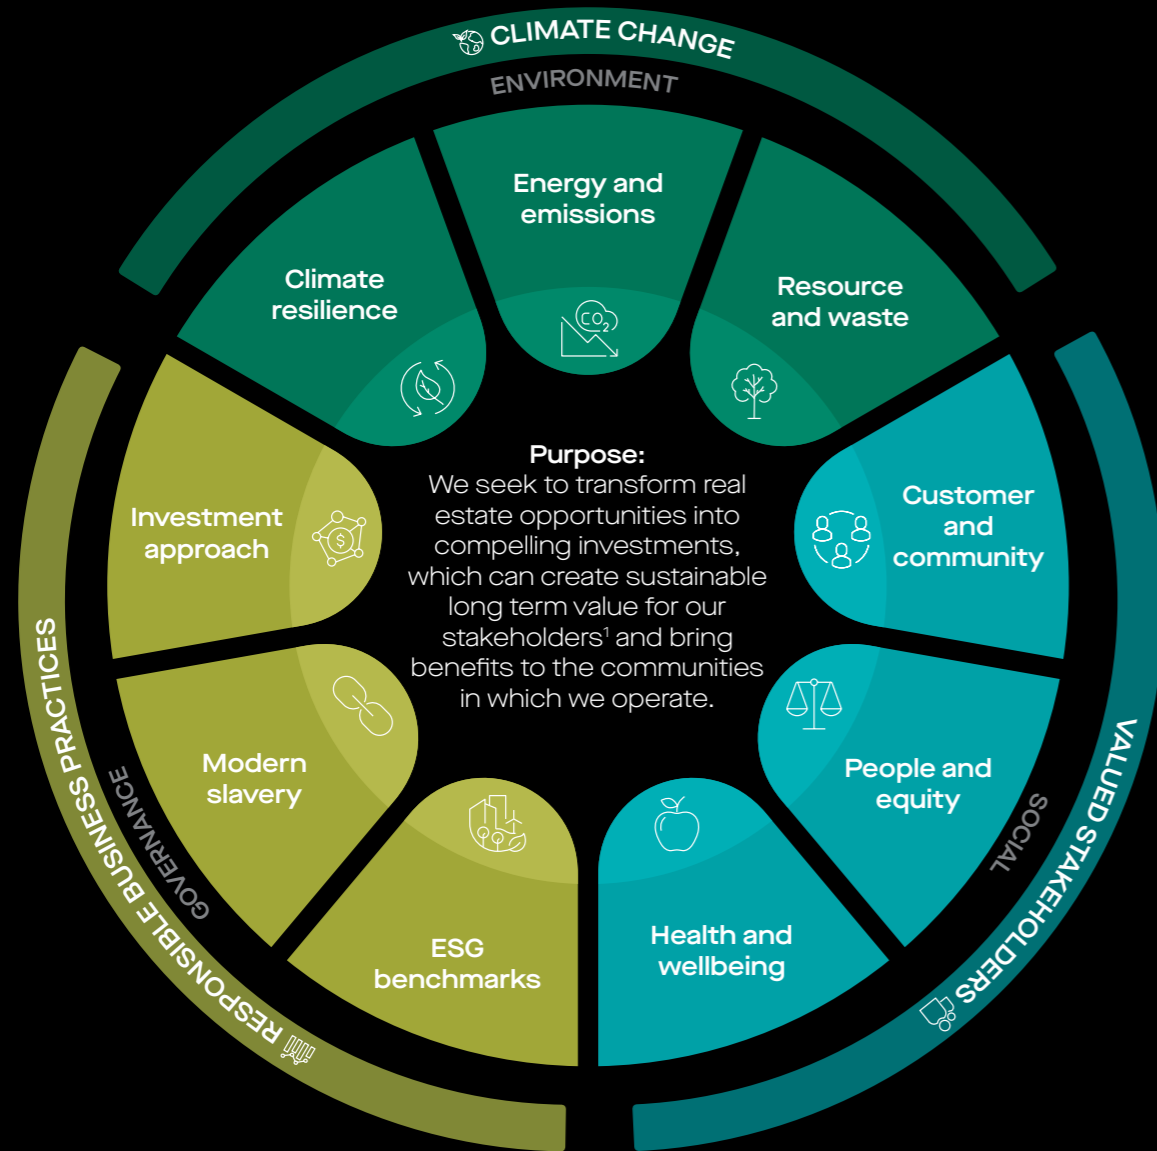 CLIMATE CHANGE
ENVIRONMENT
Energy and
emissions
Climate
resilience
Resource
and waste
CO2
Investment
approach
$
Purpose:
We seek to transform real
estate opportunities into
compelling investments,
which can create sustainable
long term value for our
stakeholders¹ and bring
benefits to the communities
in which we operate.
Customer
and
community
Modern
slavery
People and
equity
ESG
benchmarks
Health and
wellbeing
RESPONSIBLE BUSINESS PRACTICES
GOVERNANCE
SOCIAL
VALUED STAKEHOLDERS